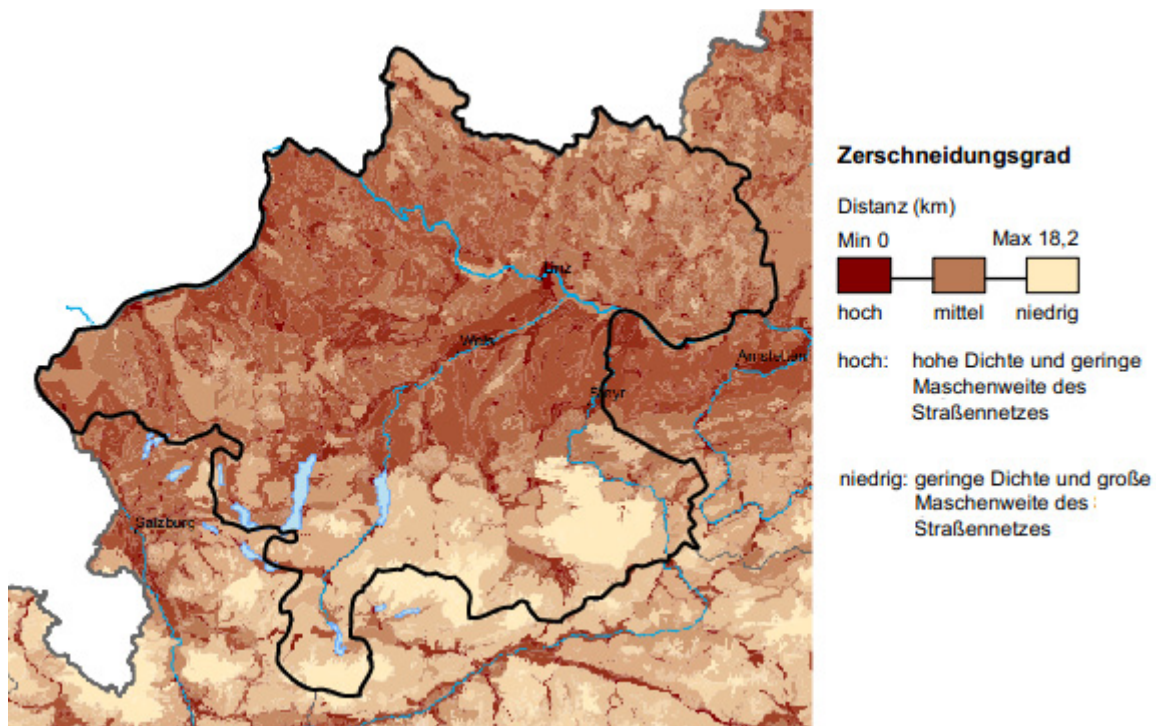 Linz
Wels
Amstetten
Steyr
Salzburg
Zerschneidungsgrad
Distanz (km)
Min 0 Max 18,2
hoch mittel niedrig
hoch: hohe Dichte und geringe
Maschenweite des
Straßennetzes
niedrig: geringe Dichte und große
Maschenweite des
Straßennetzes